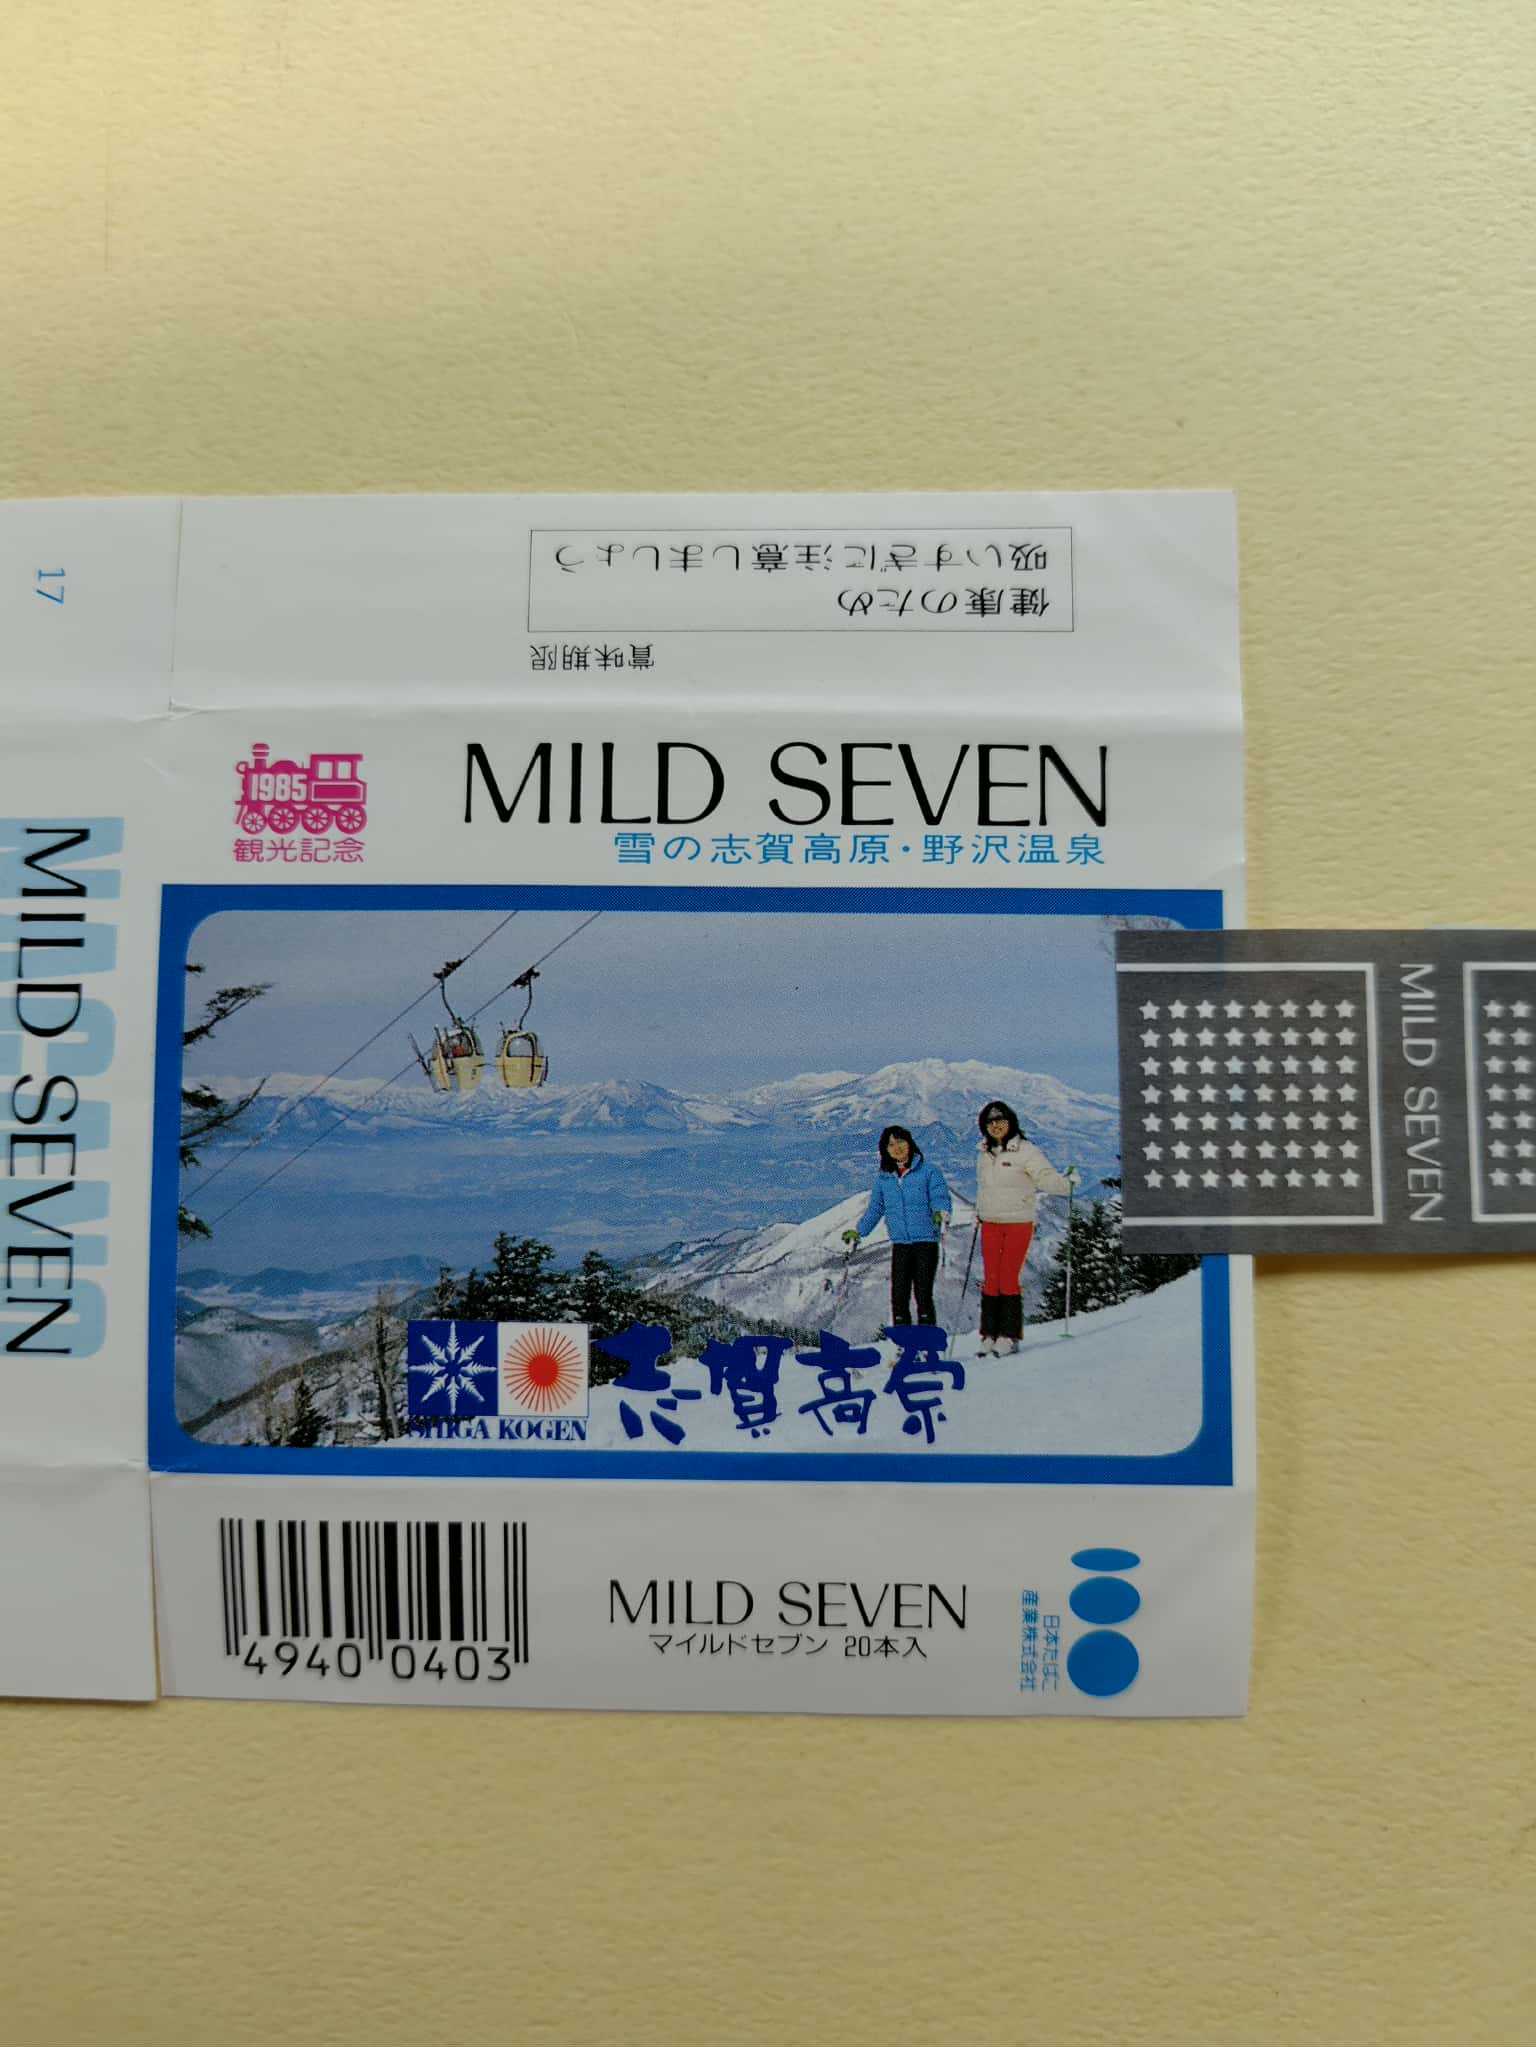 17
吸いすぎに注意しましょう
健康のため
賞味期限
1985
観光記念
MILD SEVEN
雪の志賀高原・野沢温泉
MILD SEVEN
MILD SEVEN
SHIGA KOGEN
志賀高原
4940 0403
MILD SEVEN
マイルドセブン 20本入
日本たばこ
産業株式会社